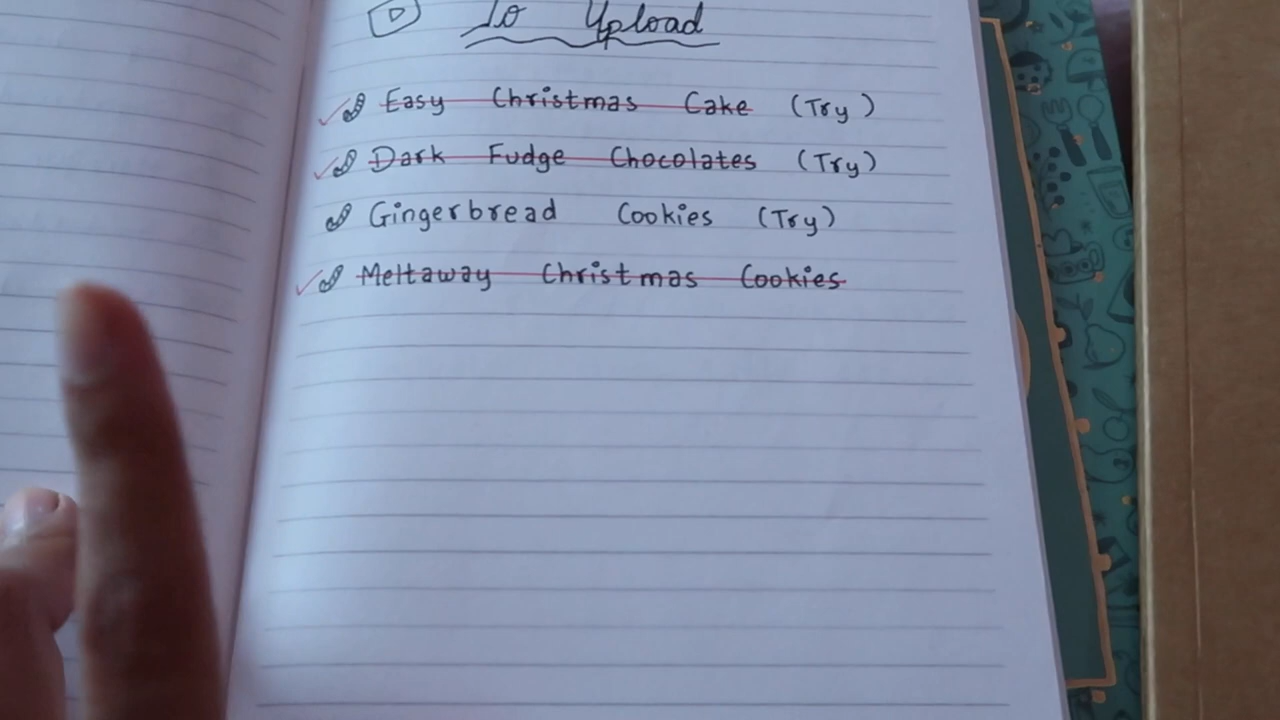 To Upload
Easy Christmas Cake (Try)
Dark Fudge Chocolates (Try)
Gingerbread Cookies (Try)
Meltaway Christmas Cookies